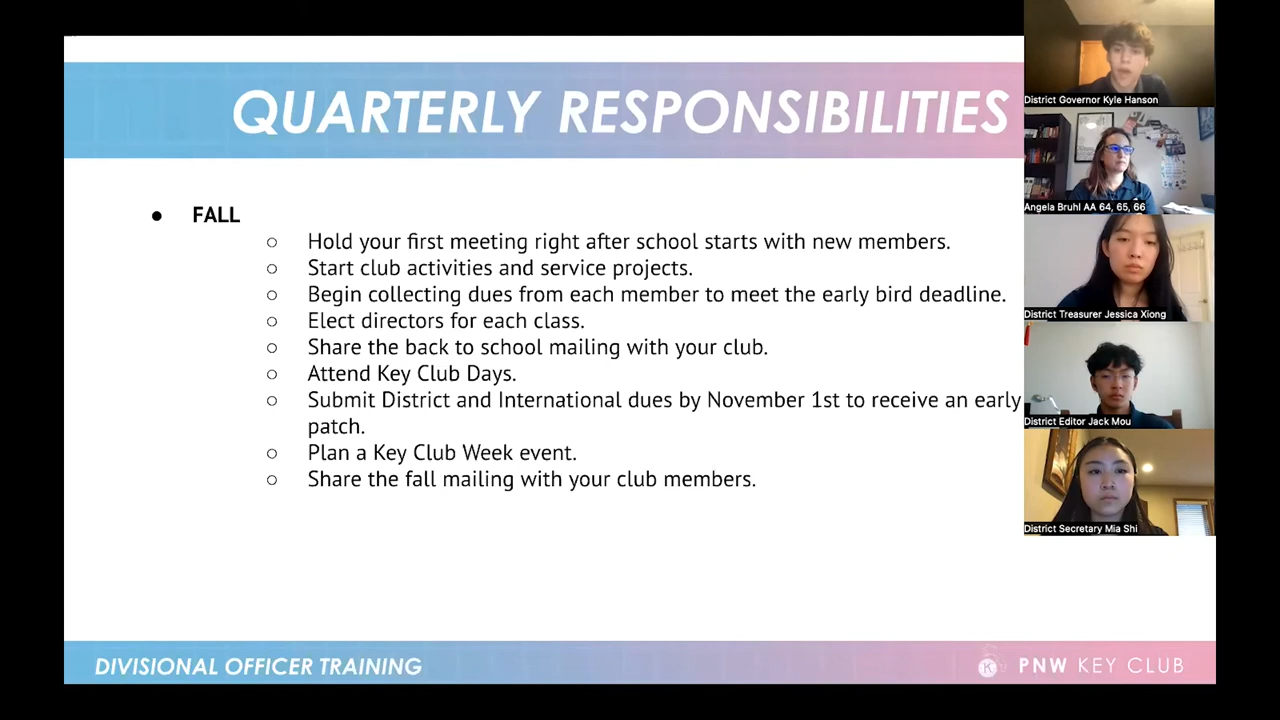 QUARTERLY RESPONSIBILITIES
● FALL
○ Hold your first meeting right after school starts with new members.
○ Start club activities and service projects.
○ Begin collecting dues from each member to meet the early bird deadline.
○ Elect directors for each class.
○ Share the back to school mailing with your club.
○ Attend Key Club Days.
○ Submit District and International dues by November 1st to receive an early
patch.
○ Plan a Key Club Week event.
○ Share the fall mailing with your club members.
DIVISIONAL OFFICER TRAINING
K PNW KEY CLUB
District Governor Kyle Hanson
Angela Bruhl AA 64, 65, 66
District Treasurer Jessica Xiong
District Editor Jack Mou
District Secretary Mia Shi